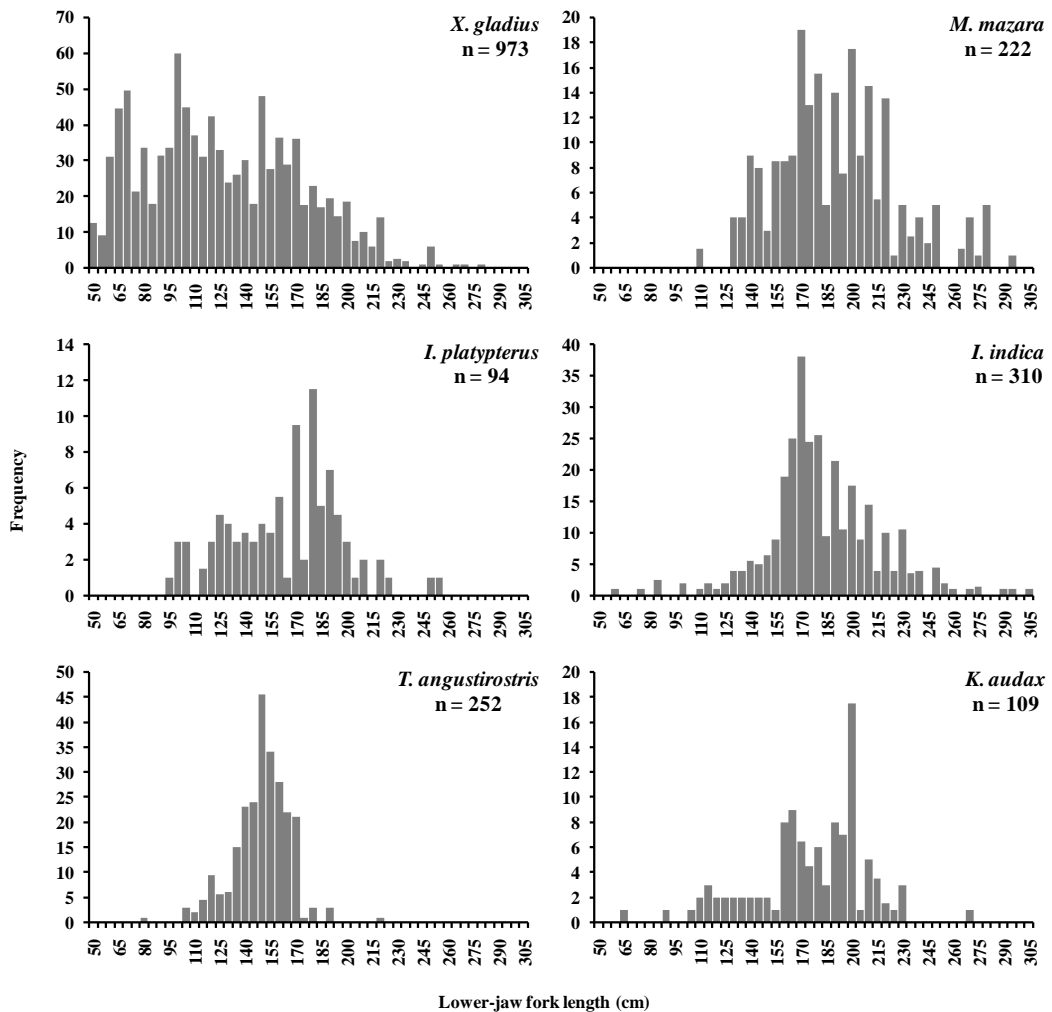 X. gladius
n = 973
70
60
50
40
30
20
10
0
50 65 80 95 110 125 140 155 170 185 200 215 230 245 260 275 290 305
M. mazara
n = 222
20
18
16
14
12
10
8
6
4
2
0
50 65 80 95 110 125 140 155 170 185 200 215 230 245 260 275 290 305
I. platypterus
n = 94
14
12
10
8
6
4
2
0
50 65 80 95 110 125 140 155 170 185 200 215 230 245 260 275 290 305
I. indica
n = 310
40
35
30
25
20
15
10
5
0
50 65 80 95 110 125 140 155 170 185 200 215 230 245 260 275 290 305
Frequency
T. angustirostris
n = 252
50
45
40
35
30
25
20
15
10
5
0
50 65 80 95 110 125 140 155 170 185 200 215 230 245 260 275 290 305
K. audax
n = 109
20
18
16
14
12
10
8
6
4
2
0
50 65 80 95 110 125 140 155 170 185 200 215 230 245 260 275 290 305
Lower-jaw fork length (cm)